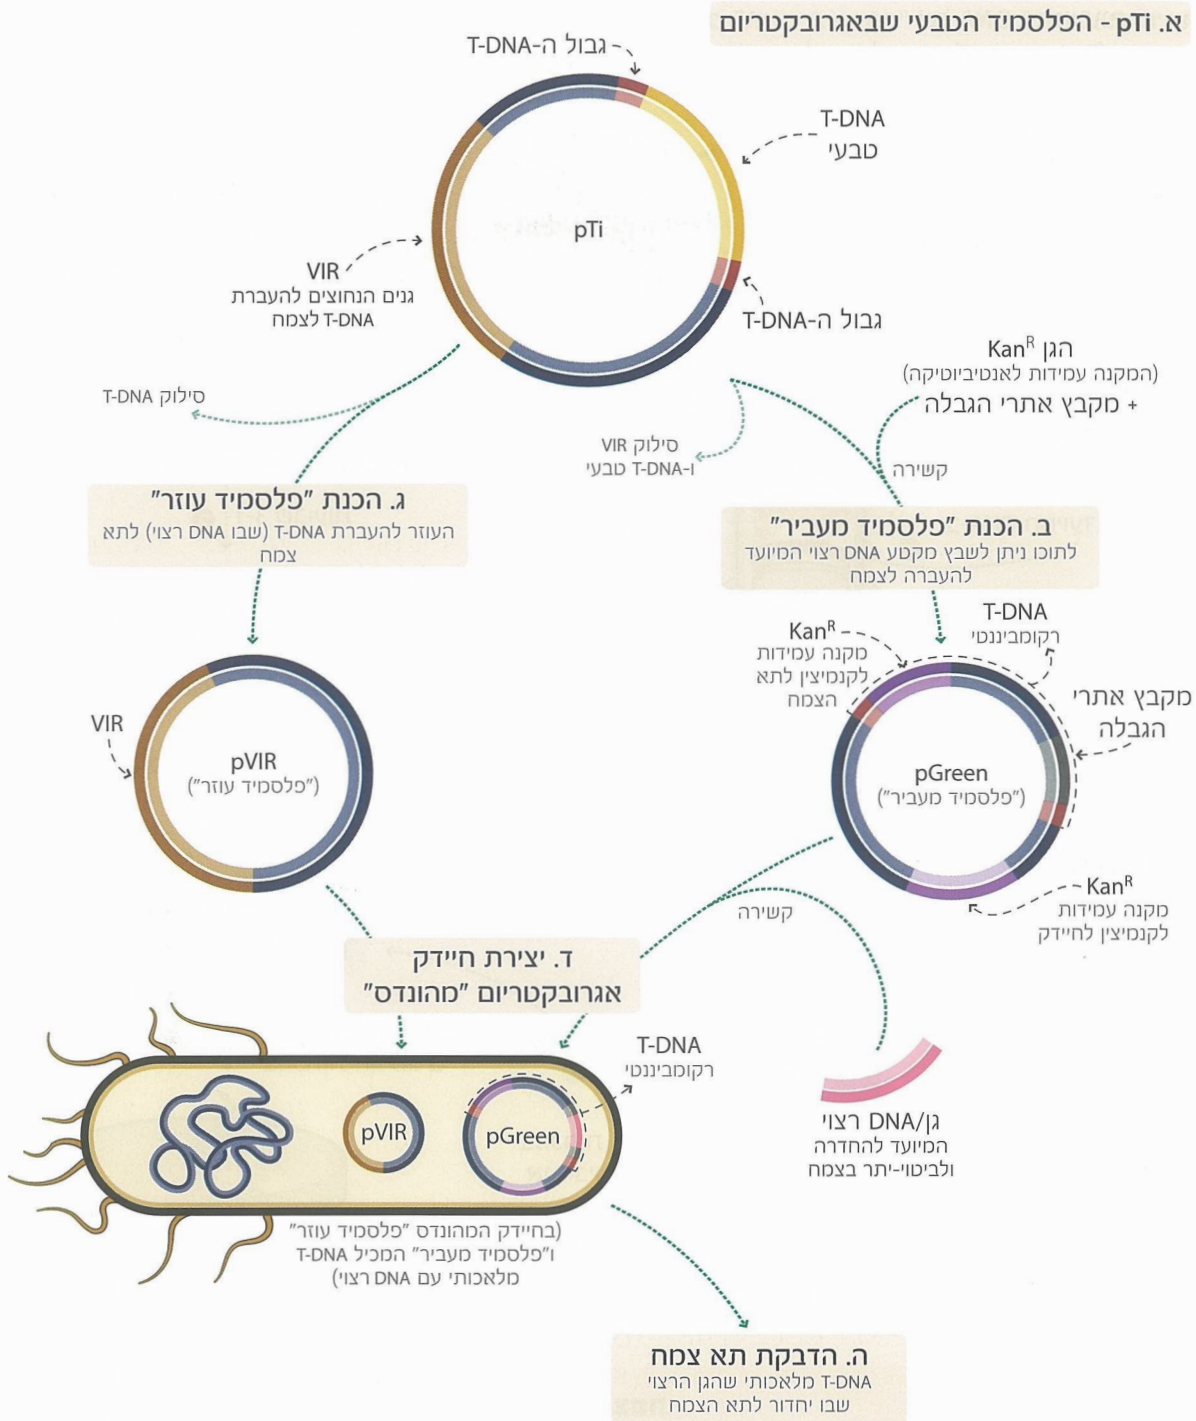 א. pTi - הפלסמיד הטבעי שבאגרובקטריום
גבול ה-T-DNA
T-DNA
טבעי
pTi
VIR
גנים הנחוצים להעברת
T-DNA לצמח
גבול ה-T-DNA
הגן Kanᴿ
(המקנה עמידות לאנטיביוטיקה)
+ מקבץ אתרי הגבלה
סילוק T-DNA
סילוק VIR
ו-T-DNA טבעי
קשירה
ב. הכנת "פלסמיד מעביר"
לתוכו ניתן לשבץ מקטע DNA רצוי המיועד
להעברה לצמח
ג. הכנת "פלסמיד עוזר"
העוזר להעברת T-DNA (שבו DNA רצוי) לתא
צמח
T-DNA
רקומביננטי
Kanᴿ
מקנה עמידות
לקנמיצין לתא
הצמח
מקבץ אתרי
הגבלה
pGreen
("פלסמיד מעביר")
Kanᴿ
מקנה עמידות
לקנמיצין לחיידק
VIR
pVIR
("פלסמיד עוזר")
קשירה
ד. יצירת חיידק
אגרובקטריום "מהונדס"
T-DNA
רקומביננטי
גן/DNA רצוי
המיועד להחדרה
ולביטוי-יתר בצמח
pVIR
pGreen
(בחיידק המהונדס "פלסמיד עוזר"
ו"פלסמיד מעביר" המכיל T-DNA
מלאכותי עם DNA רצוי)
ה. הדבקת תא צמח
T-DNA מלאכותי שהגן הרצוי
שבו יחדור לתא הצמח